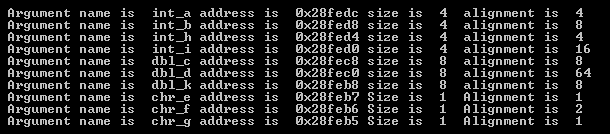 Argument name is  int_a address is  0x28fedc size is  4  alignment is  4
Argument name is  int_b address is  0x28fed8 size is  4  alignment is  8
Argument name is  int_h address is  0x28fed4 size is  4  alignment is  4
Argument name is  int_i address is  0x28fed0 size is  4  alignment is  16
Argument name is  dbl_c address is  0x28fec8 size is  8  alignment is  8
Argument name is  dbl_d address is  0x28fec0 size is  8  alignment is  64
Argument name is  dbl_k address is  0x28feb8 size is  8  alignment is  8
Argument name is  chr_e address is  0x28feb7 Size is  1  Alignment is  1
Argument name is  chr_f address is  0x28feb6 Size is  1  Alignment is  2
Argument name is  chr_g address is  0x28feb5 Size is  1  Alignment is  1